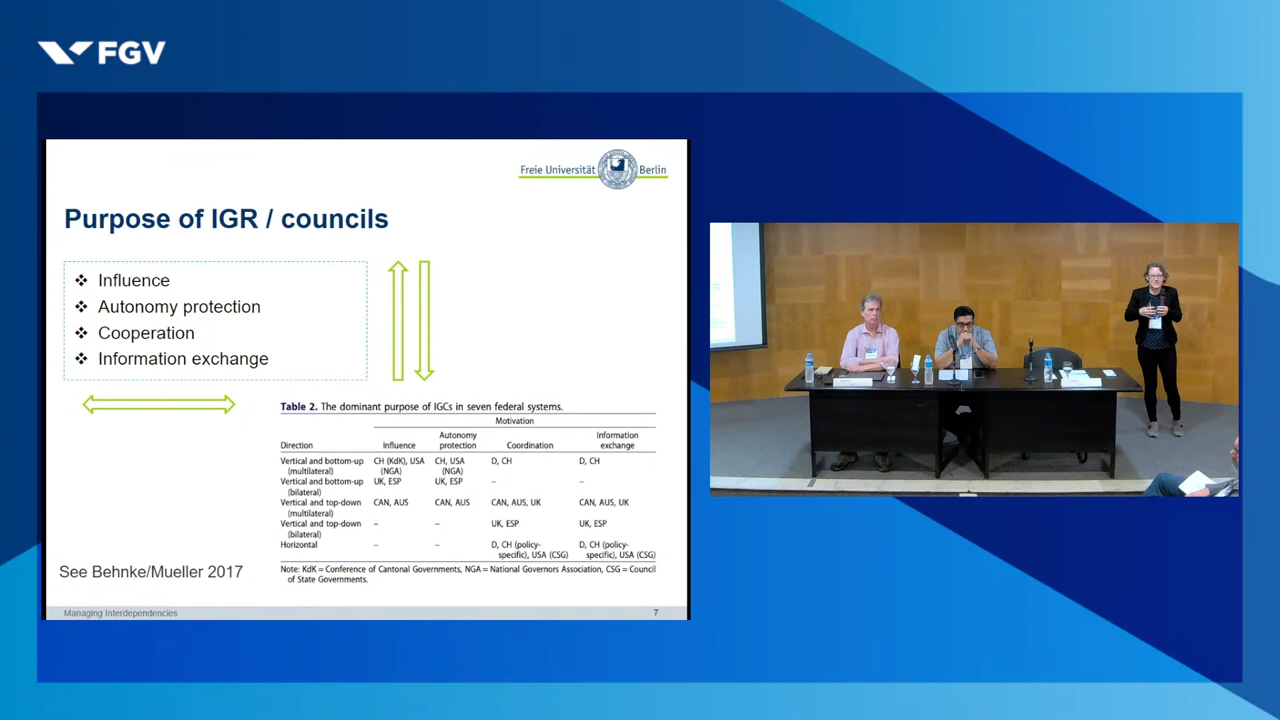 FGV
Freie Universität Berlin
Purpose of IGR / councils
❖ Influence
❖ Autonomy protection
❖ Cooperation
❖ Information exchange
Table 2. The dominant purpose of IGCs in seven federal systems.
Motivation
Direction Influence Autonomy protection Coordination Information exchange
Vertical and bottom-up (multilateral) CH (KdK), USA (NGA) CH, USA (NGA) D, CH D, CH
Vertical and bottom-up (bilateral) UK, ESP UK, ESP – –
Vertical and top-down (multilateral) CAN, AUS CAN, AUS CAN, AUS, UK CAN, AUS, UK
Vertical and top-down (bilateral) – – UK, ESP UK, ESP
Horizontal – – D, CH (policy-specific), USA (CSG) D, CH (policy-specific), USA (CSG)
Note: KdK = Conference of Cantonal Governments, NGA = National Governors Association, CSG = Council
of State Governments.
See Behnke/Mueller 2017
Managing Interdependencies 7